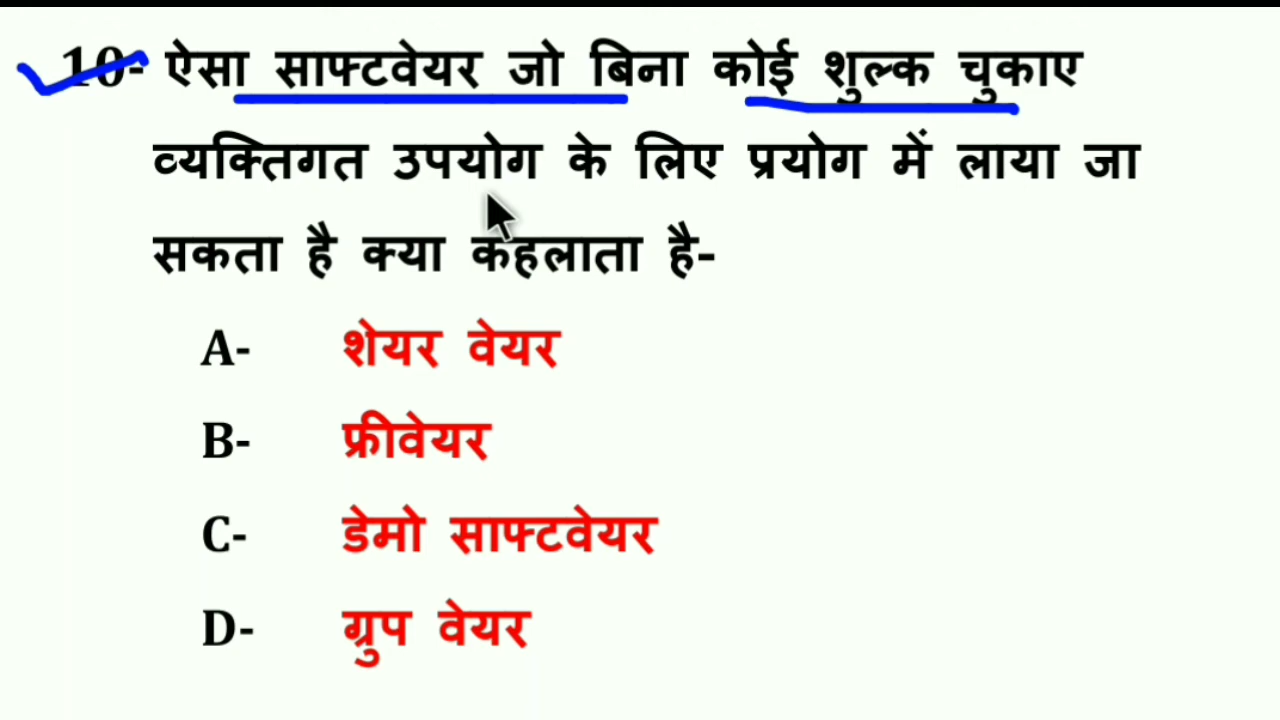 10- ऐसा साफ्टवेयर जो बिना कोई शुल्क चुकाए
व्यक्तिगत उपयोग के लिए प्रयोग में लाया जा
सकता है क्या कहलाता है-
A- शेयर वेयर
B- फ्रीवेयर
C- डेमो साफ्टवेयर
D- ग्रुप वेयर